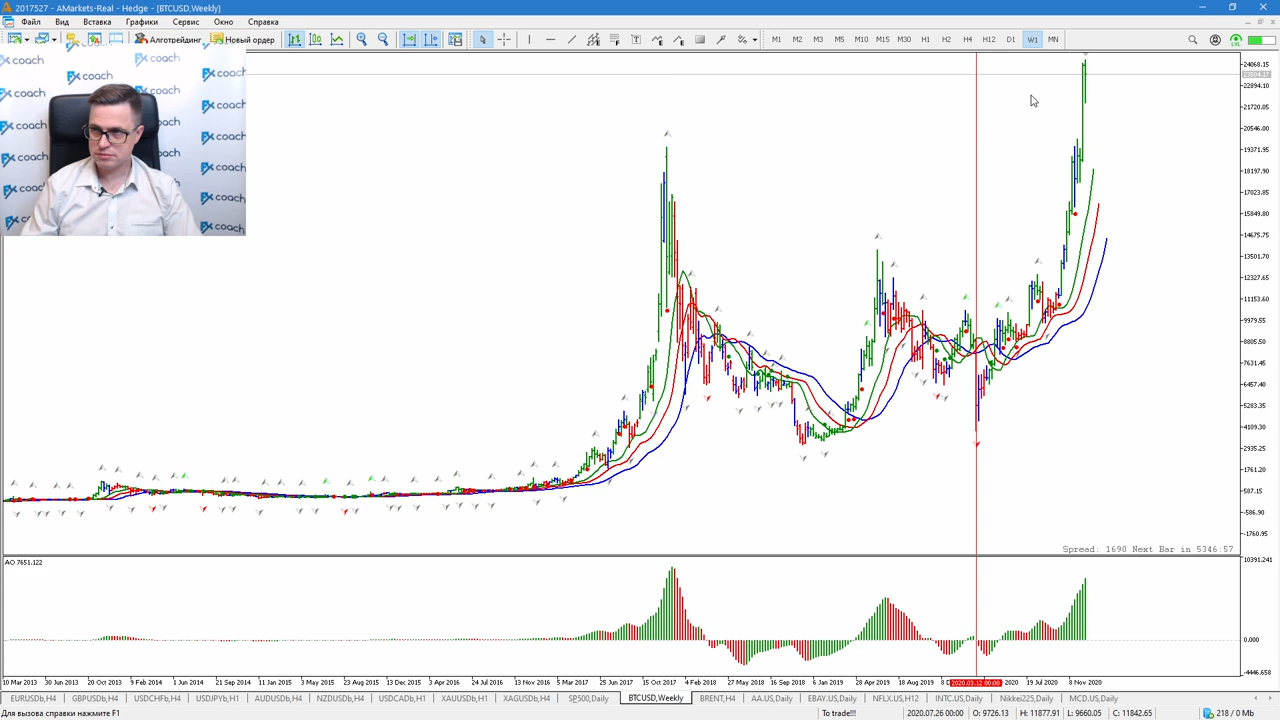 2017527 - AMarkets-Real - Hedge - [BTCUSD,Weekly]
Файл Вид Вставка Графики Сервис Окно Справка
Алготрейдинг Новый ордер M1 M2 M3 M5 M10 M15 M30 H1 H2 H4 H12 D1 W1 MN
coach
24068.15
22894.10
21720.05
20546.00
19371.95
18197.90
17023.85
15849.80
14675.75
13501.70
12327.65
11153.60
9979.55
8805.50
7631.45
6457.40
5283.35
4109.30
2935.25
1761.20
587.15
-586.90
-1760.95
Spread: 1690 Next Bar in 5346:57
AO 7651.122
10391.241
0.000
-4446.658
10 Mar 2013 30 Jun 2013 20 Oct 2013 9 Feb 2014 1 Jun 2014 21 Sep 2014 11 Jan 2015 3 May 2015 23 Aug 2015 13 Dec 2015 3 Apr 2016 24 Jul 2016 13 Nov 2016 5 Mar 2017 25 Jun 2017 15 Oct 2017 4 Feb 2018 27 May 2018 16 Sep 2018 6 Jan 2019 28 Apr 2019 18 Aug 2019 2020.03.12 00:00 2020 19 Jul 2020 8 Nov 2020
EURUSDb,H4 GBPUSDb,H4 USDCHFb,H4 USDJPYb,H1 AUDUSDb,H4 NZDUSDb,H4 USDCADb,H1 XAUUSDb,H1 XAGUSDb,H4 SP500,Daily BTCUSD,Weekly BRENT,H4 AA.US,Daily EBAY.US,Daily NFLX.US,H12 INTC.US,Daily Nikkei225,Daily MCD.US,Daily
Для вызова справки нажмите F1 To trade!!! 2020.07.26 00:00 O: 9726.13 H: 11877.91 L: 9660.05 C: 11842.65 218 / 0 Mb